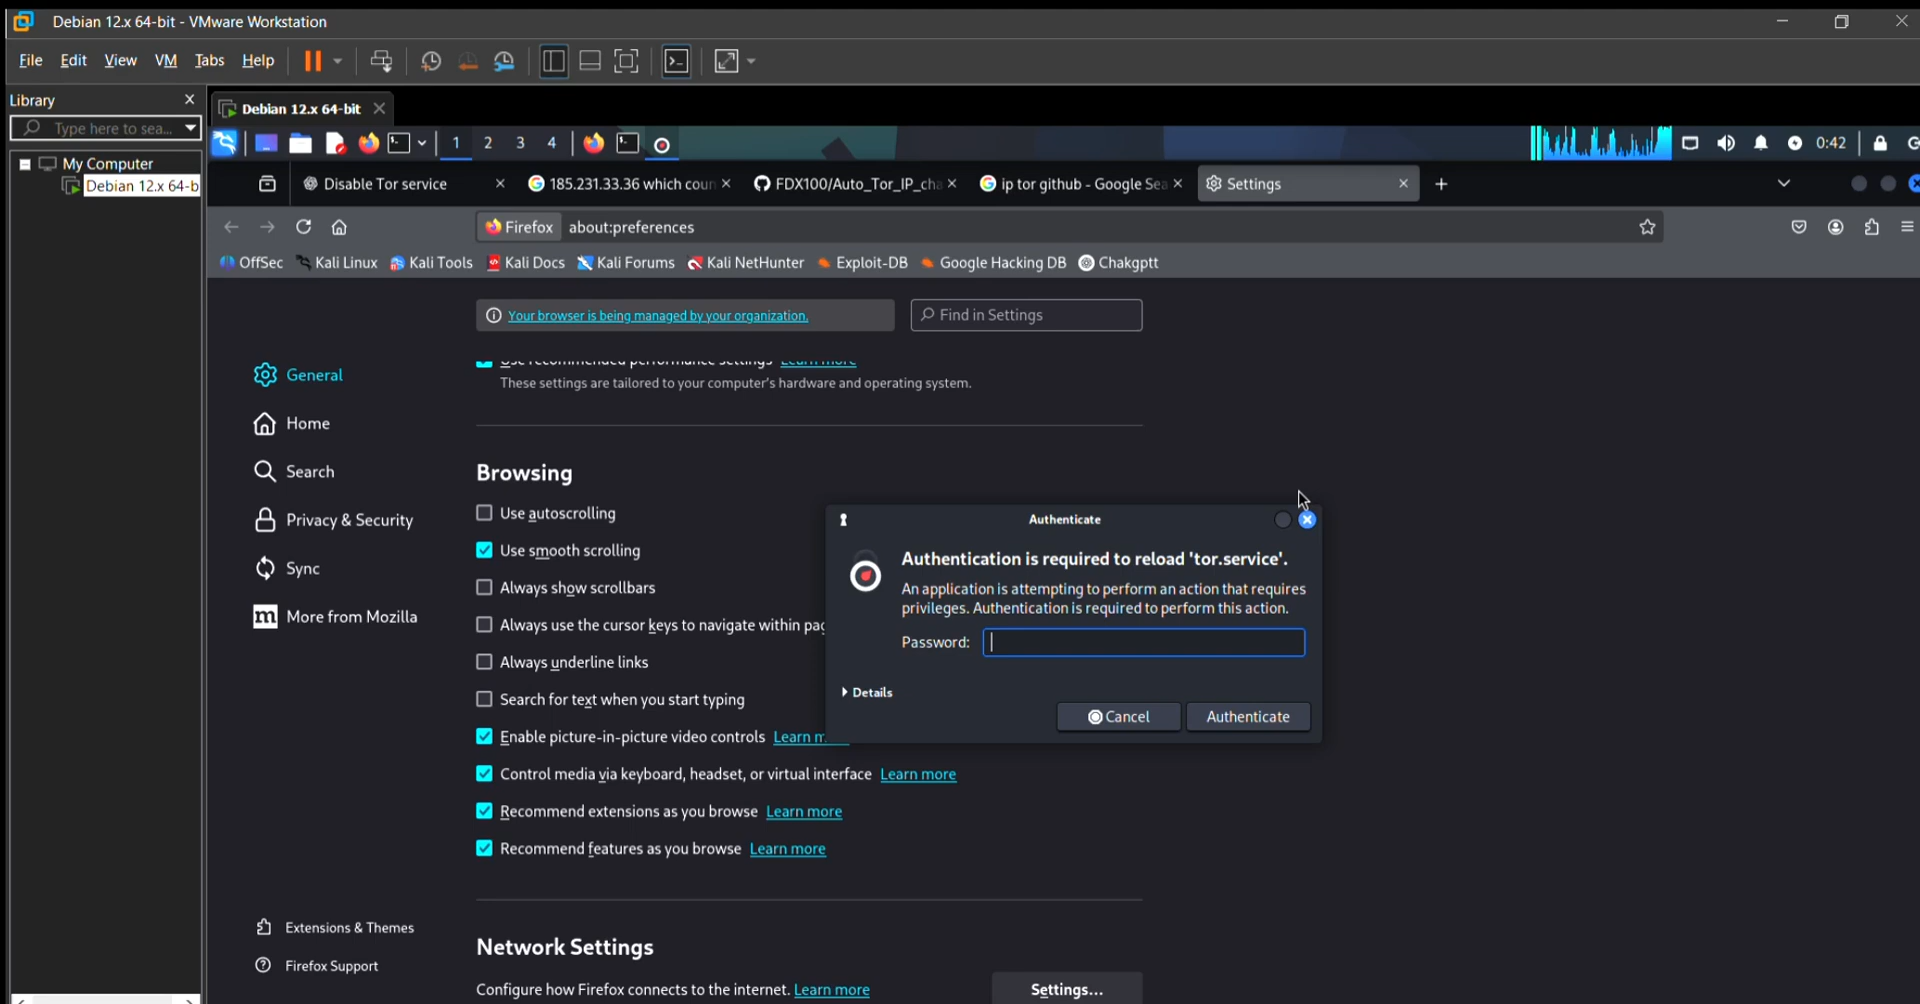 Debian 12.x 64-bit - VMware Workstation
File Edit View VM Tabs Help
Library
Type here to sea...
My Computer
Debian 12.x 64-b
Debian 12.x 64-bit
1 2 3 4
0:42
Disable Tor service
185.231.33.36 which coun
FDX100/Auto_Tor_IP_cha
ip tor github - Google Sea
Settings
Firefox about:preferences
OffSec Kali Linux Kali Tools Kali Docs Kali Forums Kali NetHunter Exploit-DB Google Hacking DB Chakgptt
Your browser is being managed by your organization.
Find in Settings
General
Home
Search
Privacy & Security
Sync
More from Mozilla
Extensions & Themes
Firefox Support
Use recommended performance settings Learn more
These settings are tailored to your computer's hardware and operating system.
Browsing
Use autoscrolling
Use smooth scrolling
Always show scrollbars
Always use the cursor keys to navigate within pag
Always underline links
Search for text when you start typing
Enable picture-in-picture video controls Learn m
Control media via keyboard, headset, or virtual interface Learn more
Recommend extensions as you browse Learn more
Recommend features as you browse Learn more
Network Settings
Configure how Firefox connects to the internet. Learn more
Settings...
Authenticate
Authentication is required to reload 'tor.service'.
An application is attempting to perform an action that requires
privileges. Authentication is required to perform this action.
Password:
Details
Cancel
Authenticate